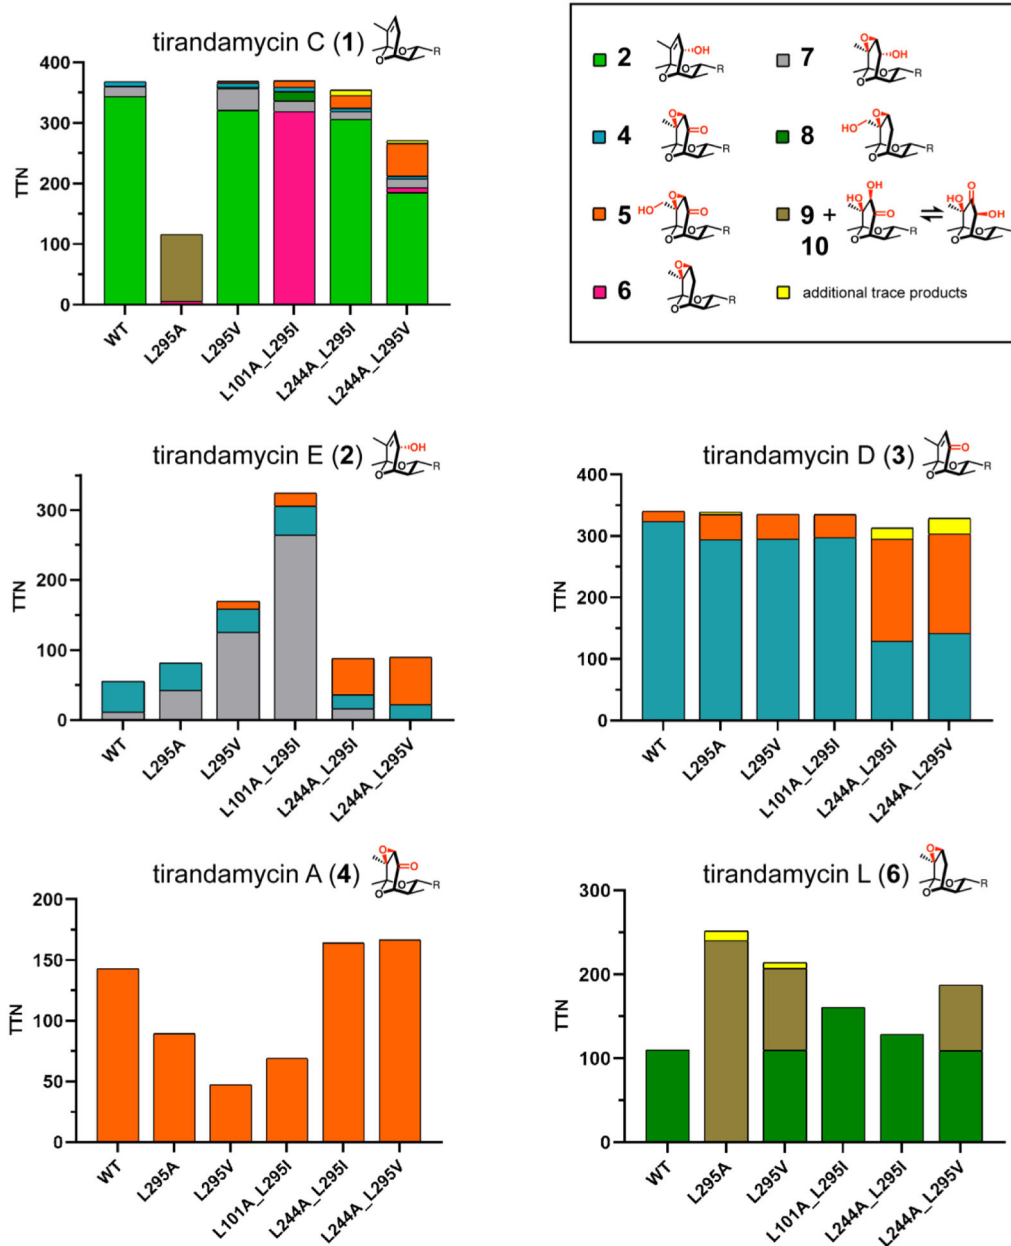 tirandamycin C (1)
O
O
R
400
300
200
100
0
TTN
WT
L295A
L295V
L101A_L295I
L244A_L295I
L244A_L295V
2
OH
O
O
R
7
O
OH
O
O
R
4
O
O
O
O
R
8
O
HO
O
O
R
5
O
HO
O
O
O
R
9 +
10
OH
HO
O
O
O
R
⇌
O
HO
OH
O
O
R
6
O
O
O
R
additional trace products
tirandamycin E (2)
OH
O
O
R
300
200
100
0
TTN
WT
L295A
L295V
L101A_L295I
L244A_L295I
L244A_L295V
tirandamycin D (3)
O
O
O
R
400
300
200
100
0
TTN
WT
L295A
L295V
L101A_L295I
L244A_L295I
L244A_L295V
tirandamycin A (4)
O
O
O
O
R
200
150
100
50
0
TTN
WT
L295A
L295V
L101A_L295I
L244A_L295I
L244A_L295V
tirandamycin L (6)
O
O
O
R
300
200
100
0
TTN
WT
L295A
L295V
L101A_L295I
L244A_L295I
L244A_L295V